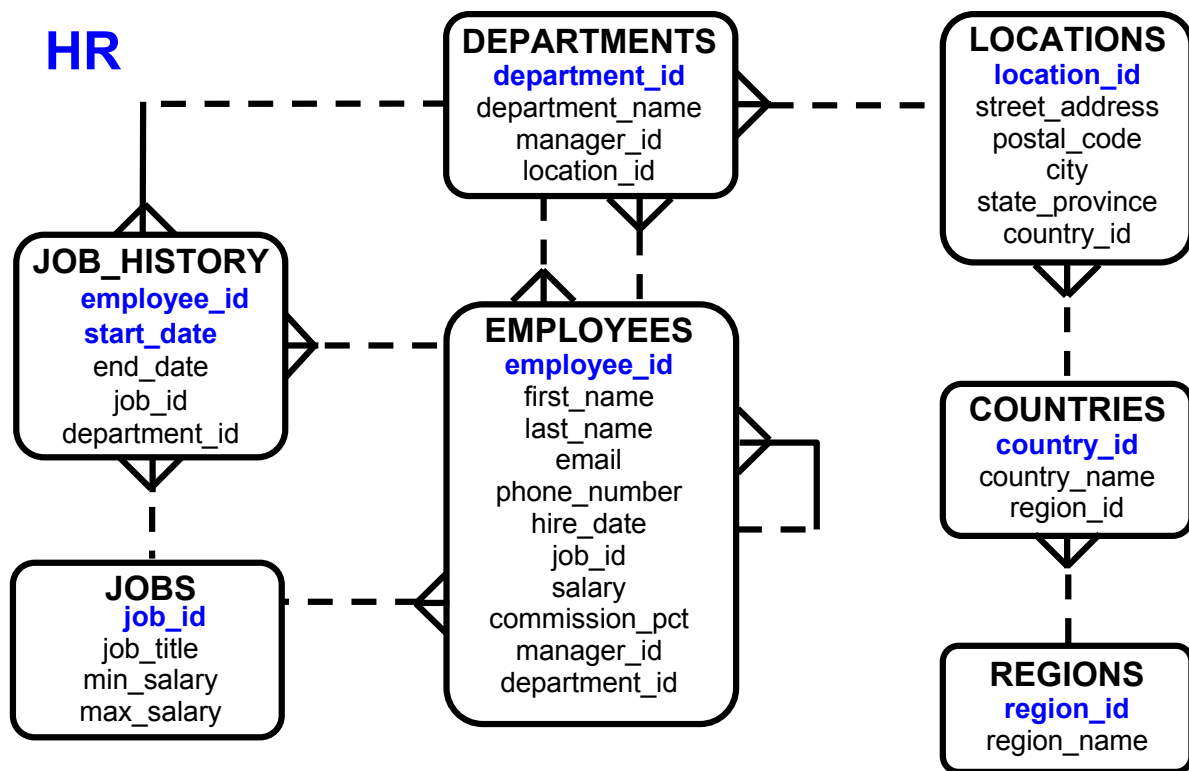 HR
DEPARTMENTS
department_id
department_name
manager_id
location_id
LOCATIONS
location_id
street_address
postal_code
city
state_province
country_id
JOB_HISTORY
employee_id
start_date
end_date
job_id
department_id
EMPLOYEES
employee_id
first_name
last_name
email
phone_number
hire_date
job_id
salary
commission_pct
manager_id
department_id
COUNTRIES
country_id
country_name
region_id
JOBS
job_id
job_title
min_salary
max_salary
REGIONS
region_id
region_name